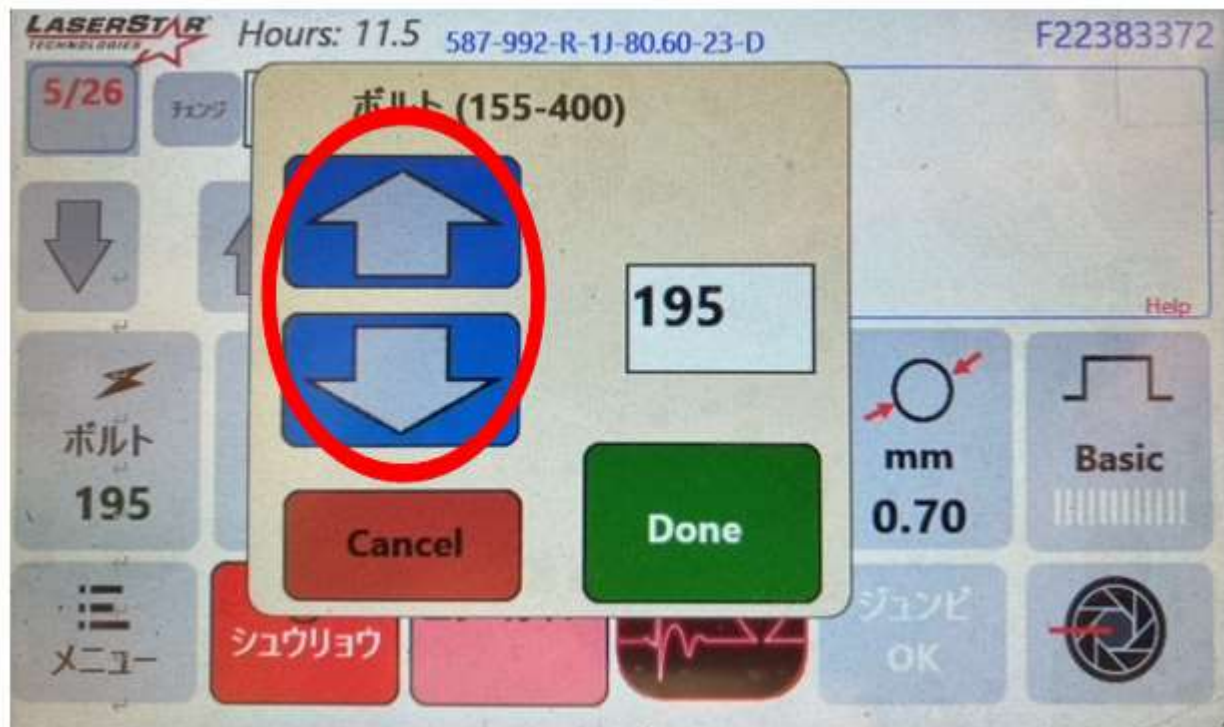 LASERSTAR
TECHNOLOGIES
Hours: 11.5
587-992-R-1J-80.60-23-D
F22383372
5/26
チェンジ
ボルト (155-400)
195
Help
ボルト
195
mm
0.70
Basic
Cancel
Done
メニュー
シュウリョウ
ジュンビ
OK